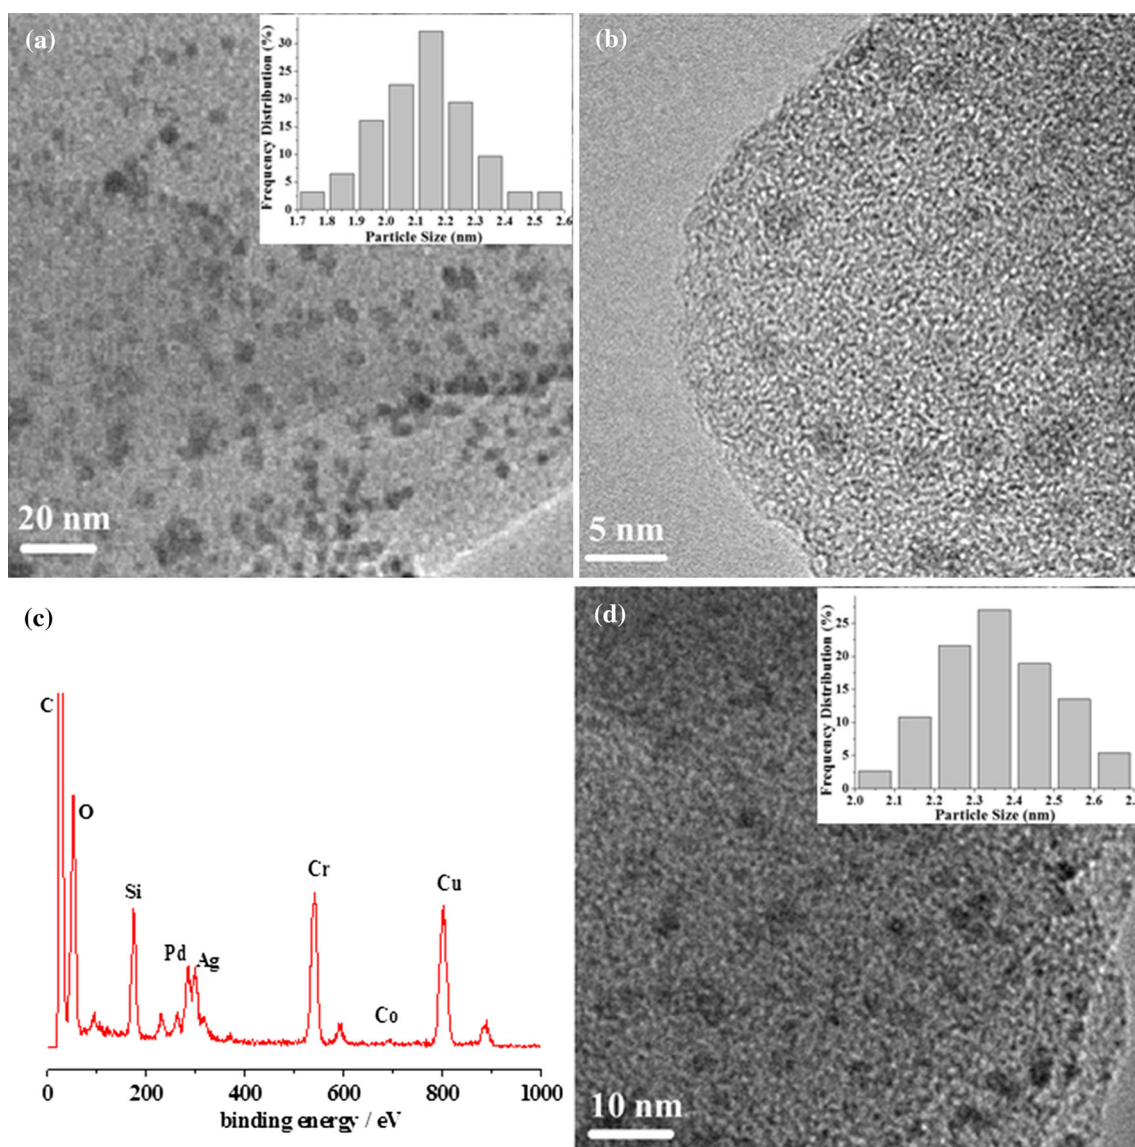 (a)
Frequency Distribution (%)
30
25
20
15
10
5
0
1.7 1.8 1.9 2.0 2.1 2.2 2.3 2.4 2.5 2.6
Particle Size (nm)
20 nm
(b)
5 nm
(c)
C
O
Si
Pd
Ag
Cr
Co
Cu
0 200 400 600 800 1000
binding energy / eV
(d)
Frequency Distribution (%)
25
20
15
10
5
0
2.0 2.1 2.2 2.3 2.4 2.5 2.6
Particle Size (nm)
10 nm